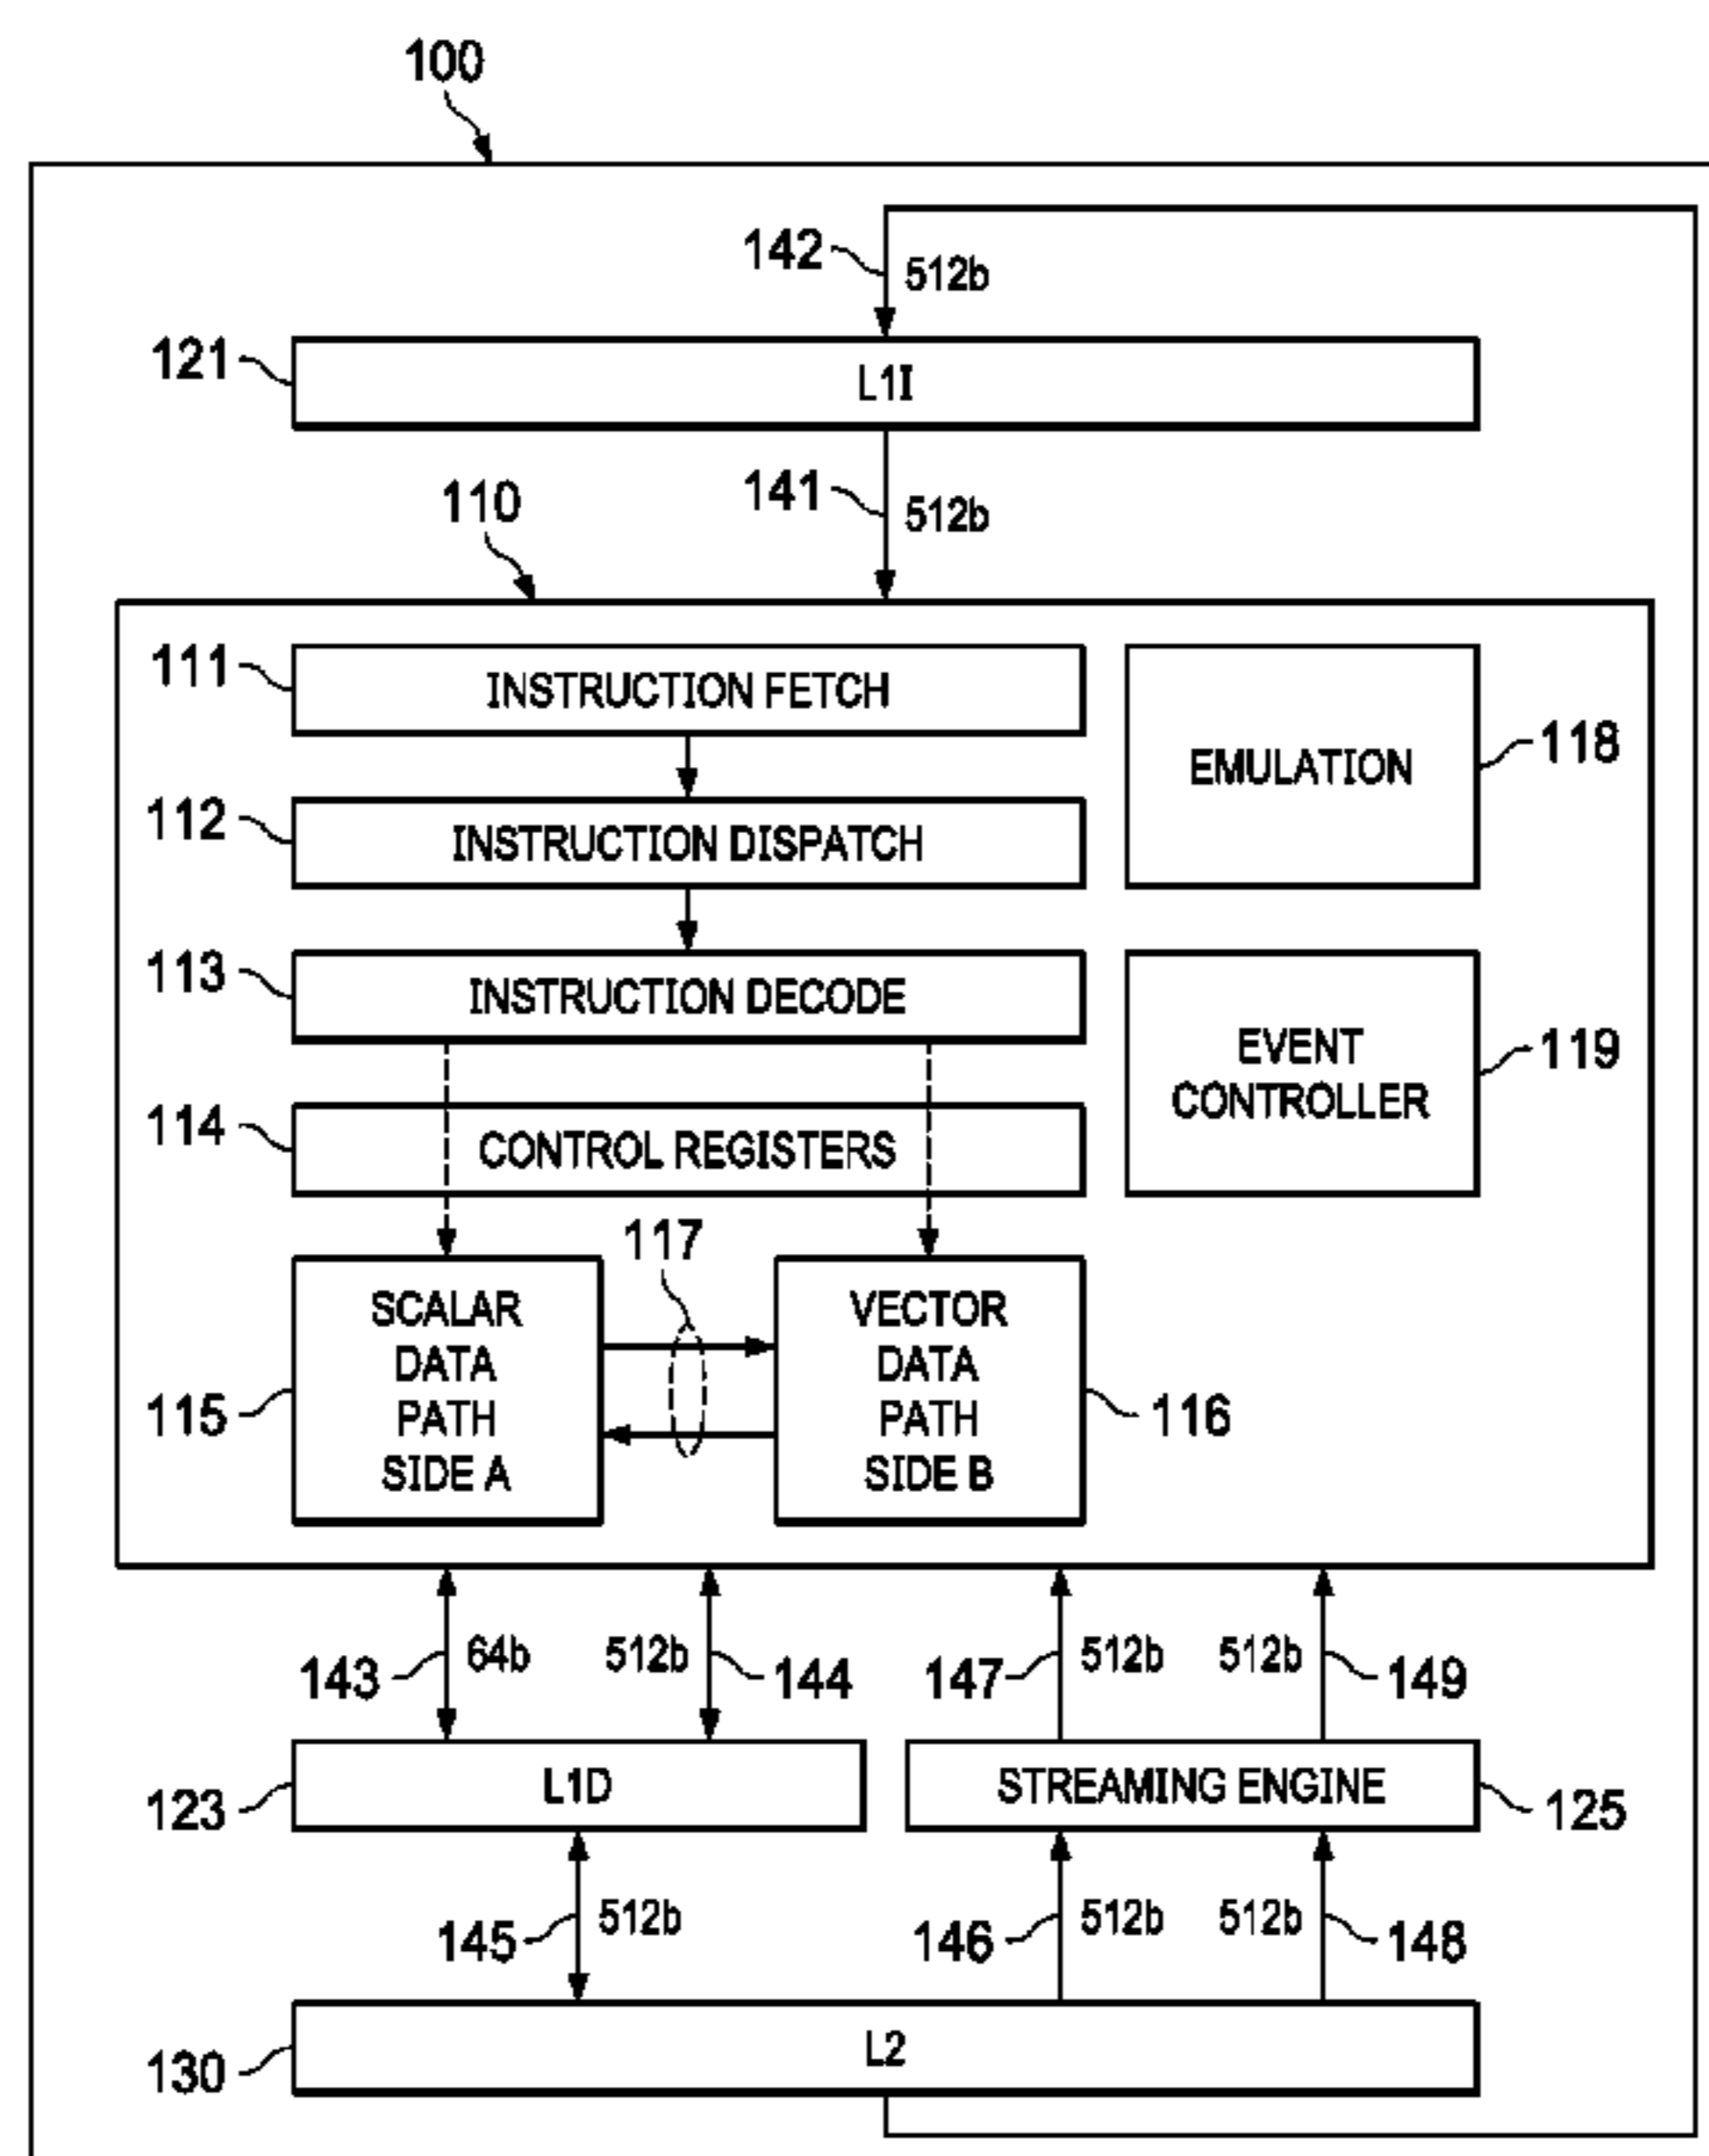 100
142
512b
121
L1I
141
512b
110
111
INSTRUCTION FETCH
118
EMULATION
112
INSTRUCTION DISPATCH
113
INSTRUCTION DECODE
119
EVENT
CONTROLLER
114
CONTROL REGISTERS
117
115
SCALAR
DATA
PATH
SIDE A
VECTOR
DATA
PATH
SIDE B
116
143
64b
512b
144
147
512b
512b
149
123
L1D
STREAMING ENGINE
125
145
512b
146
512b
512b
148
130
L2